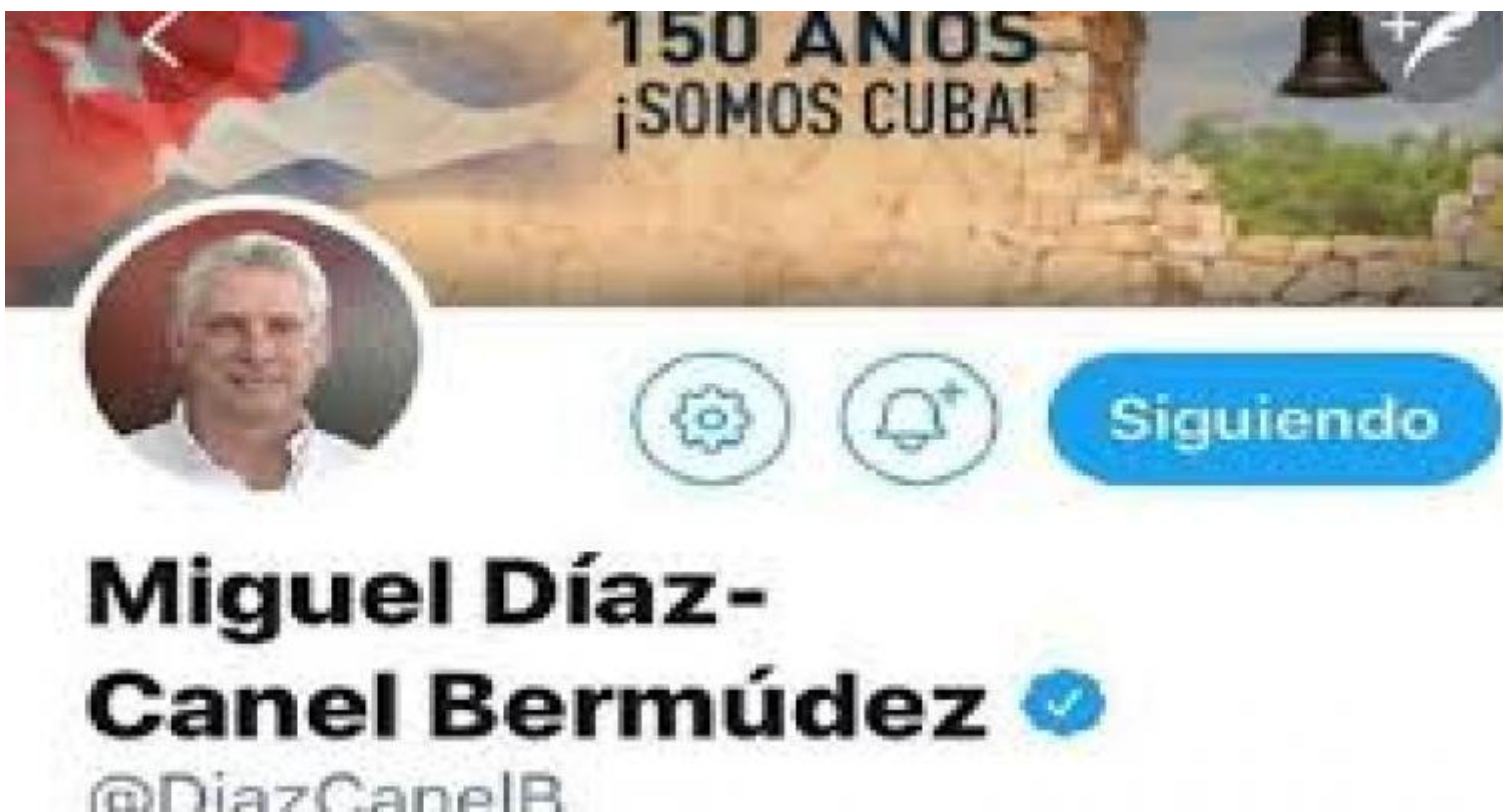 150 AÑOS
¡SOMOS CUBA!
Siguiendo
Miguel Díaz-
Canel Bermúdez
@DiazCanelB